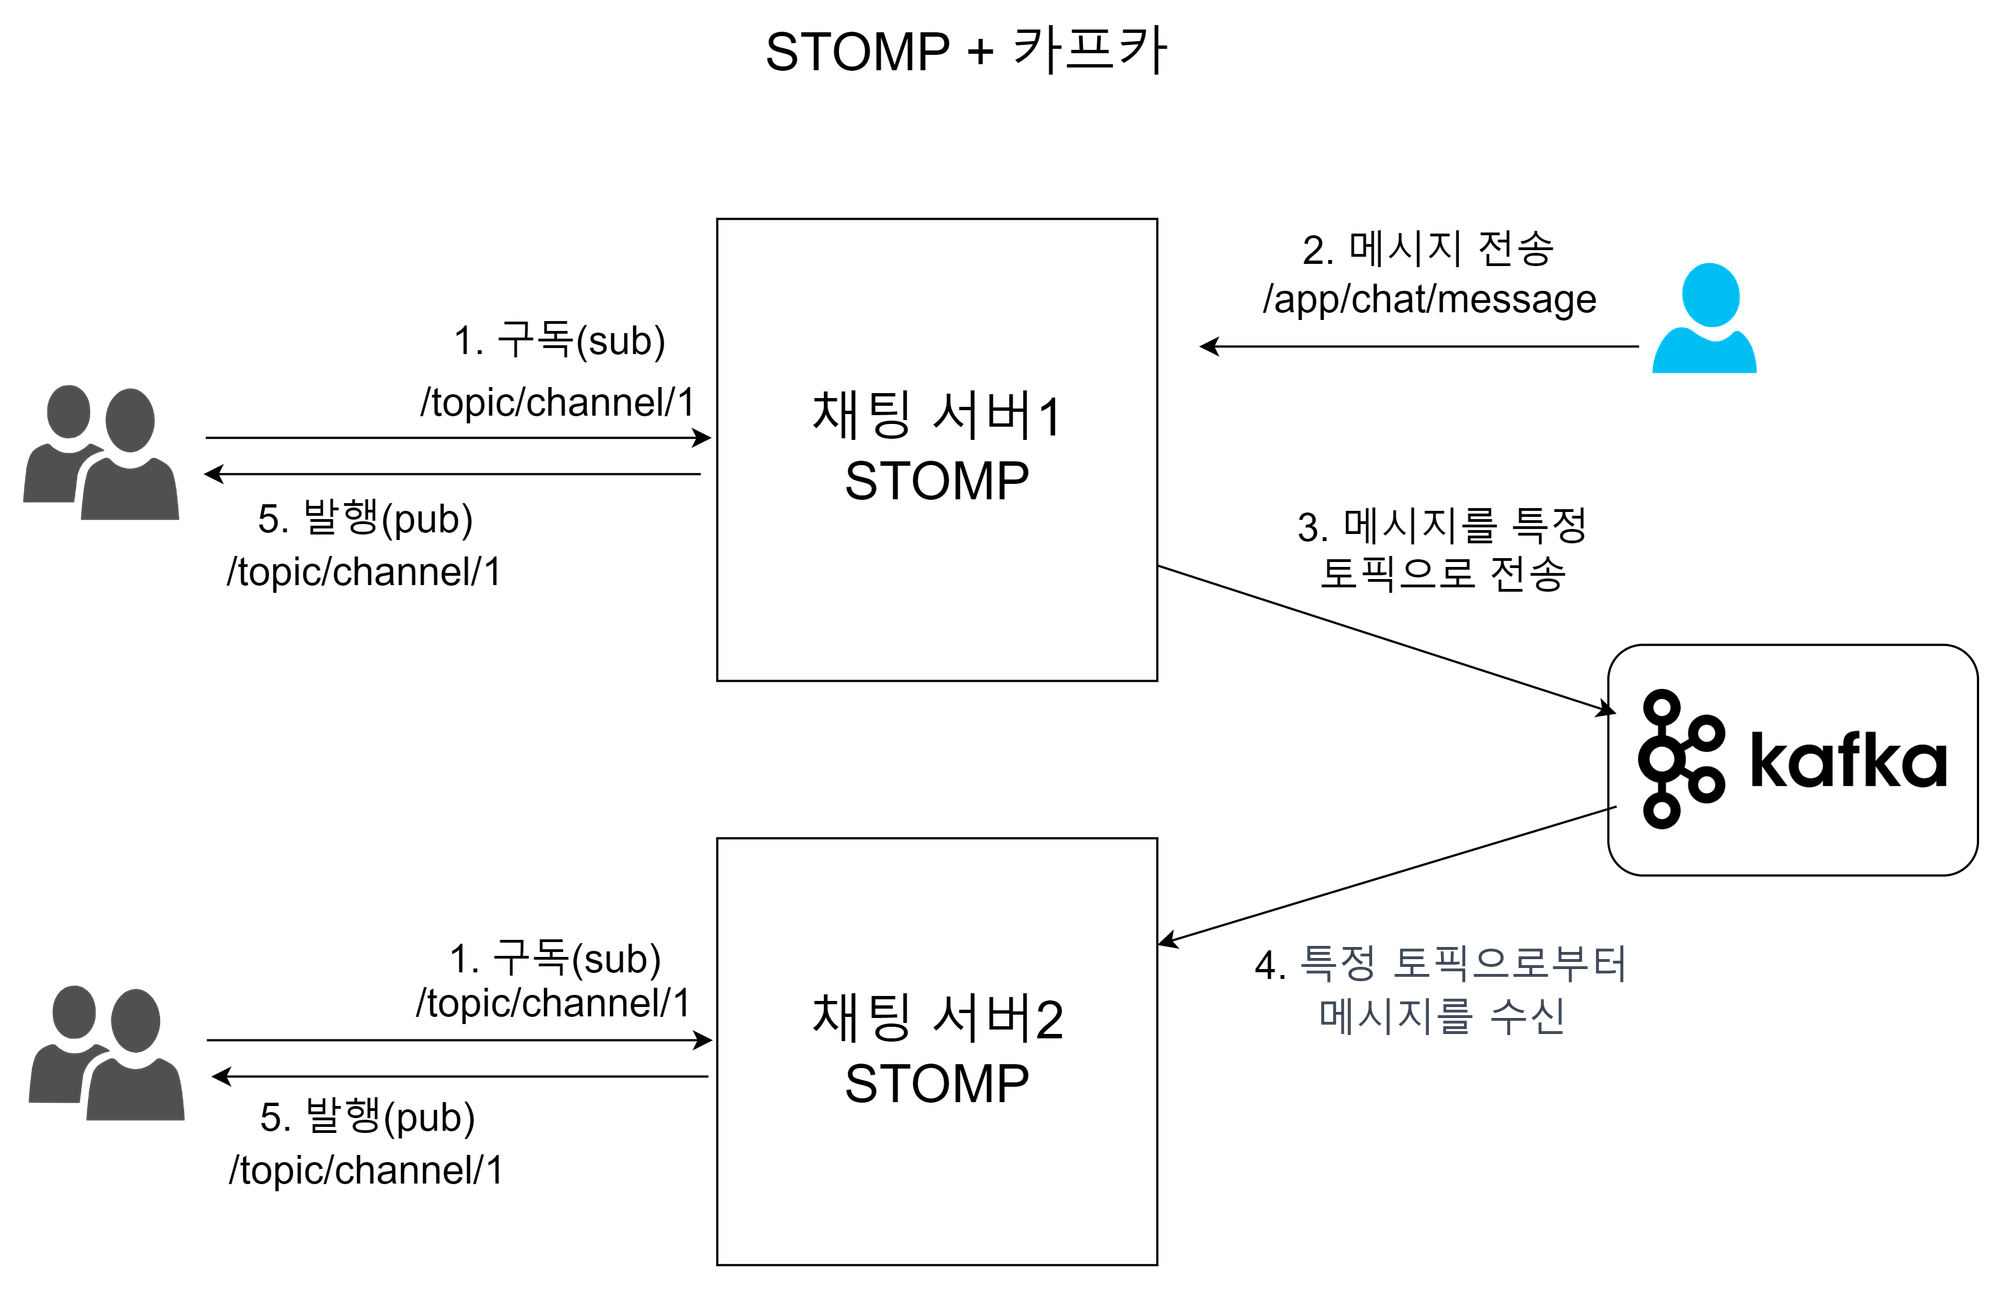 STOMP + 카프카
1. 구독(sub)
/topic/channel/1
5. 발행(pub)
/topic/channel/1
채팅 서버1
STOMP
2. 메시지 전송
/app/chat/message
3. 메시지를 특정
토픽으로 전송
kafka
4. 특정 토픽으로부터
메시지를 수신
1. 구독(sub)
/topic/channel/1
5. 발행(pub)
/topic/channel/1
채팅 서버2
STOMP